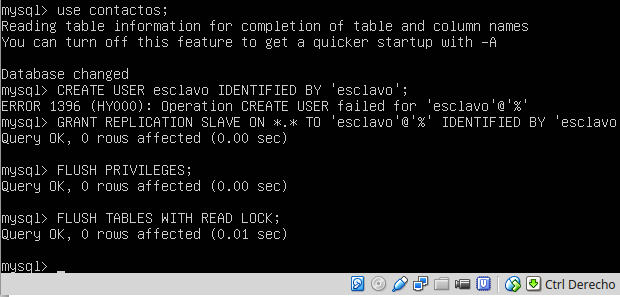 mysql> use contactos;
Reading table information for completion of table and column names
You can turn off this feature to get a quicker startup with -A
Database changed
mysql> CREATE USER esclavo IDENTIFIED BY 'esclavo';
ERROR 1396 (HY000): Operation CREATE USER failed for 'esclavo'@'%'
mysql> GRANT REPLICATION SLAVE ON *.* TO 'esclavo'@'%' IDENTIFIED BY 'esclavo
Query OK, 0 rows affected (0.00 sec)
mysql> FLUSH PRIVILEGES;
Query OK, 0 rows affected (0.00 sec)
mysql> FLUSH TABLES WITH READ LOCK;
Query OK, 0 rows affected (0.01 sec)
mysql> _
Ctrl Derecho